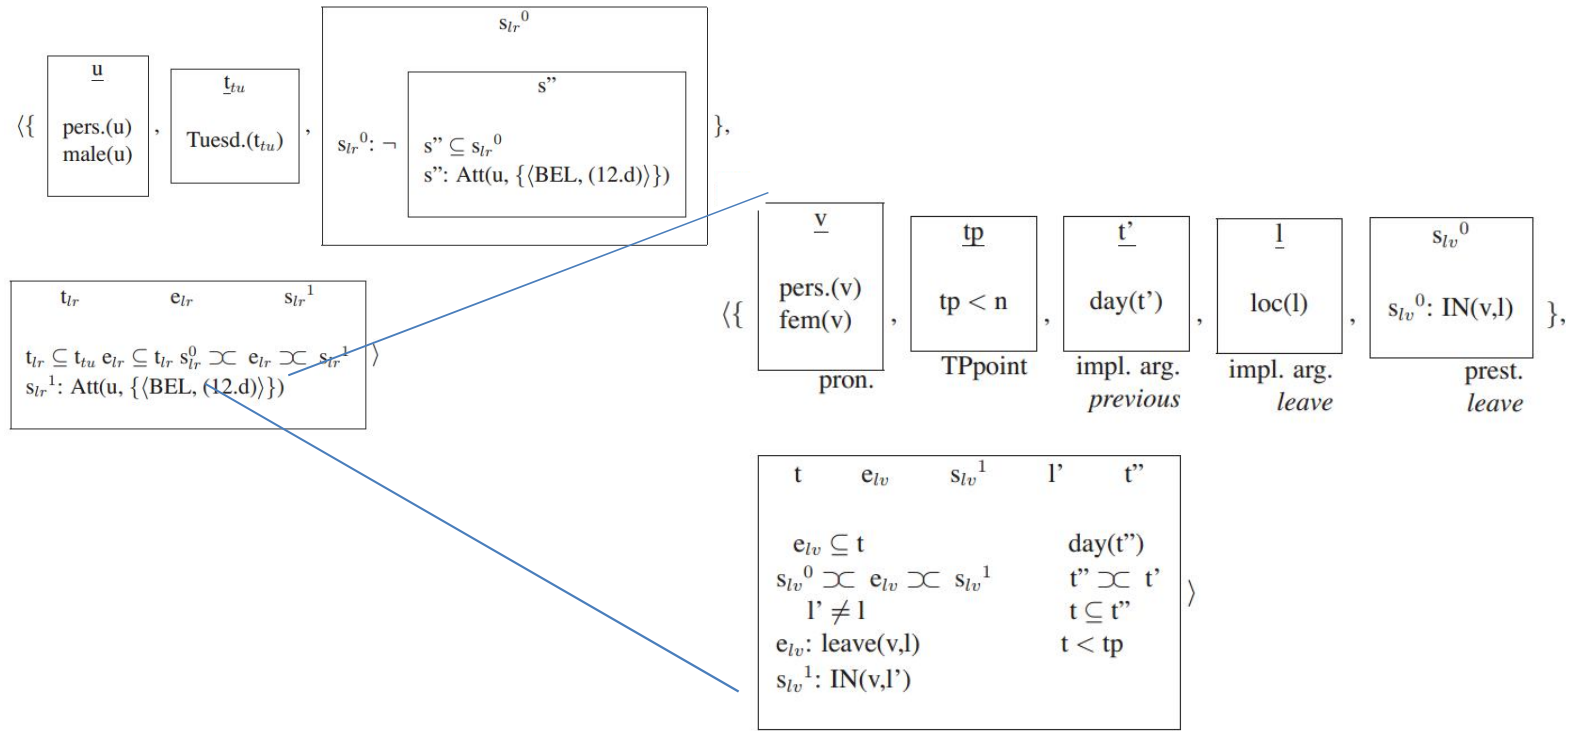 ⟨{
u
pers.(u)
male(u)
,
t_tu
Tuesd.(t_tu)
,
s_lr^0
s_lr^0: ¬
s”
s” ⊆ s_lr^0
s”: Att(u, {⟨BEL, (12.d)⟩})
},
t_lr e_lr s_lr^1
t_lr ⊆ t_tu e_lr ⊆ t_lr s_lr^0 ⊃⊂ e_lr ⊃⊂ s_lr^1
s_lr^1: Att(u, {⟨BEL, (12.d)⟩})
⟩
⟨{
v
pers.(v)
fem(v)
pron.
,
tp
tp < n
TPpoint
,
t’
day(t’)
impl. arg.
previous
,
l
loc(l)
impl. arg.
leave
,
s_lv^0
s_lv^0: IN(v,l)
prest.
leave
},
t e_lv s_lv^1 l’ t”
e_lv ⊆ t day(t”)
s_lv^0 ⊃⊂ e_lv ⊃⊂ s_lv^1 t” ⊃⊂ t’
l’ ≠ l t ⊆ t”
e_lv: leave(v,l) t < tp
s_lv^1: IN(v,l’)
⟩